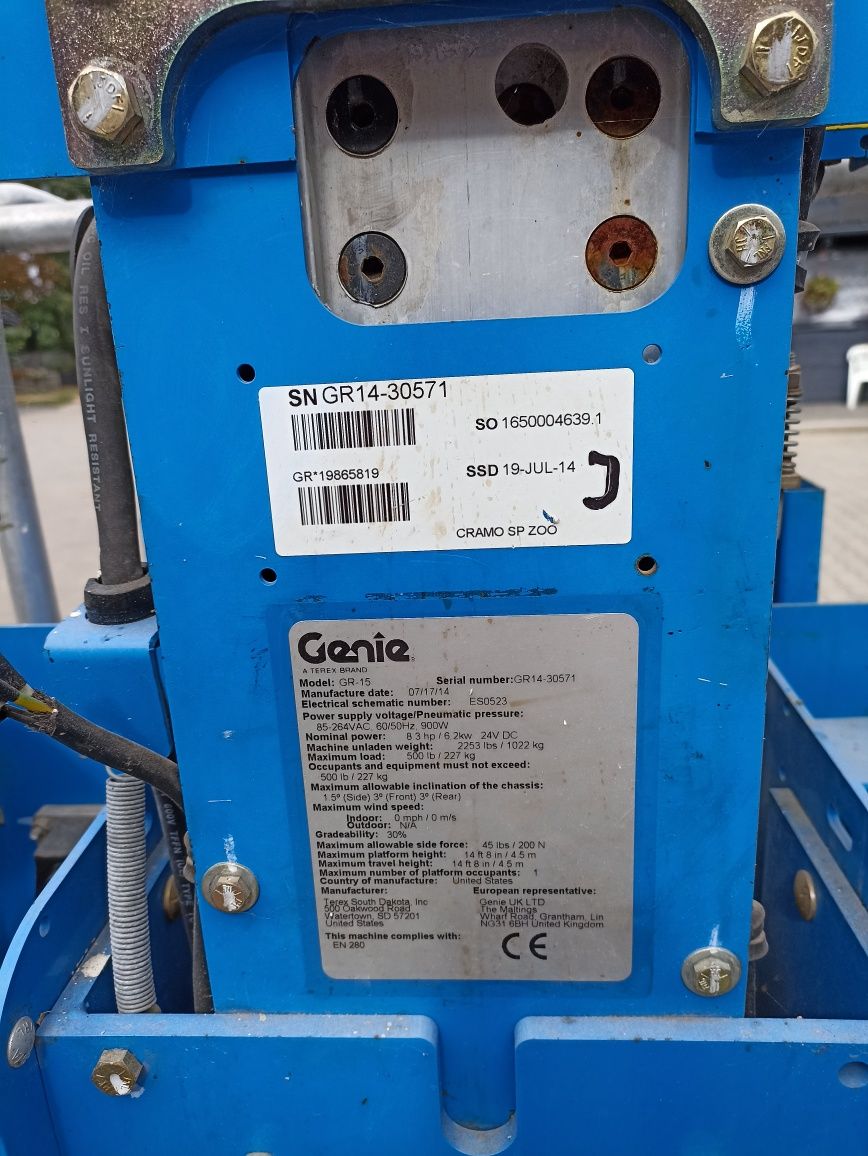 OIL RES I SUNLIGHT RESISTANT
SN GR14-30571
SO 1650004639.1
GR*19865819
SSD 19-JUL-14
J
CRAMO SP ZOO
Genie
A TEREX BRAND
Model: GR-15 Serial number:GR14-30571
Manufacture date: 07/17/14
Electrical schematic number: ES0523
Power supply voltage/Pneumatic pressure:
85-264VAC, 60/50Hz, 900W
Nominal power: 8.3 hp / 6.2kw 24V DC
Machine unladen weight: 2253 lbs / 1022 kg
Maximum load: 500 lb / 227 kg
Occupants and equipment must not exceed:
500 lb / 227 kg
Maximum allowable inclination of the chassis:
1.5º (Side) 3º (Front) 3º (Rear)
Maximum wind speed:
Indoor: 0 mph / 0 m/s
Outdoor: N/A
Gradeability: 30%
Maximum allowable side force: 45 lbs / 200 N
Maximum platform height: 14 ft 8 in / 4.5 m
Maximum travel height: 14 ft 8 in / 4.5 m
Maximum number of platform occupants: 1
Country of manufacture: United States
Manufacturer:
Terex South Dakota, Inc
500 Oakwood Road
Watertown, SD 57201
United States
European representative:
Genie UK LTD
The Maltings
Wharf Road, Grantham, Lin
NG31 6BH United Kingdom
This machine complies with:
EN 280
CE